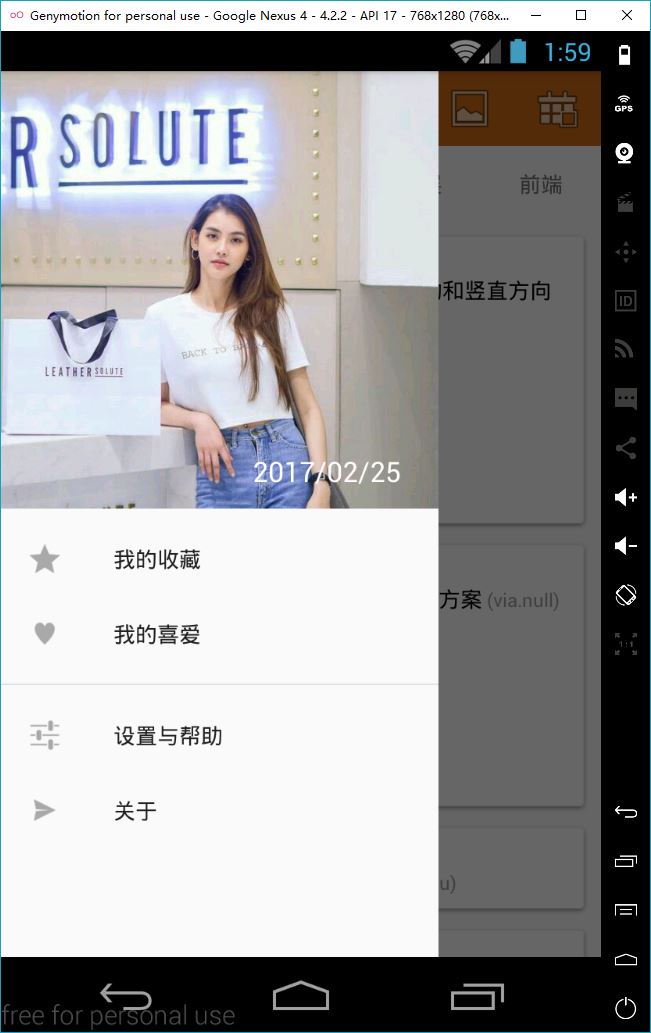 Genymotion for personal use - Google Nexus 4 - 4.2.2 - API 17 - 768x1280 (768x...
1:59
GPS
R SOLUTE
前端
和竖直方向
BACK TO
LEATHER SOLUTE
2017/02/25
ID
我的收藏
方案 (via.null)
我的喜爱
1:1
设置与帮助
关于
u)
free for personal use